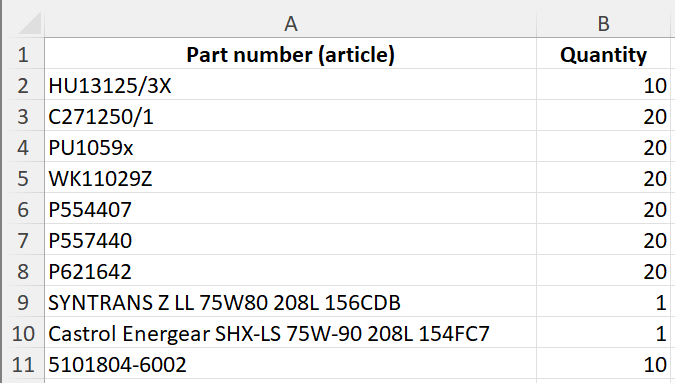 A B
1 Part number (article) Quantity
2 HU13125/3X 10
3 C271250/1 20
4 PU1059x 20
5 WK11029Z 20
6 P554407 20
7 P557440 20
8 P621642 20
9 SYNTRANS Z LL 75W80 208L 156CDB 1
10 Castrol Energear SHX-LS 75W-90 208L 154FC7 1
11 5101804-6002 10